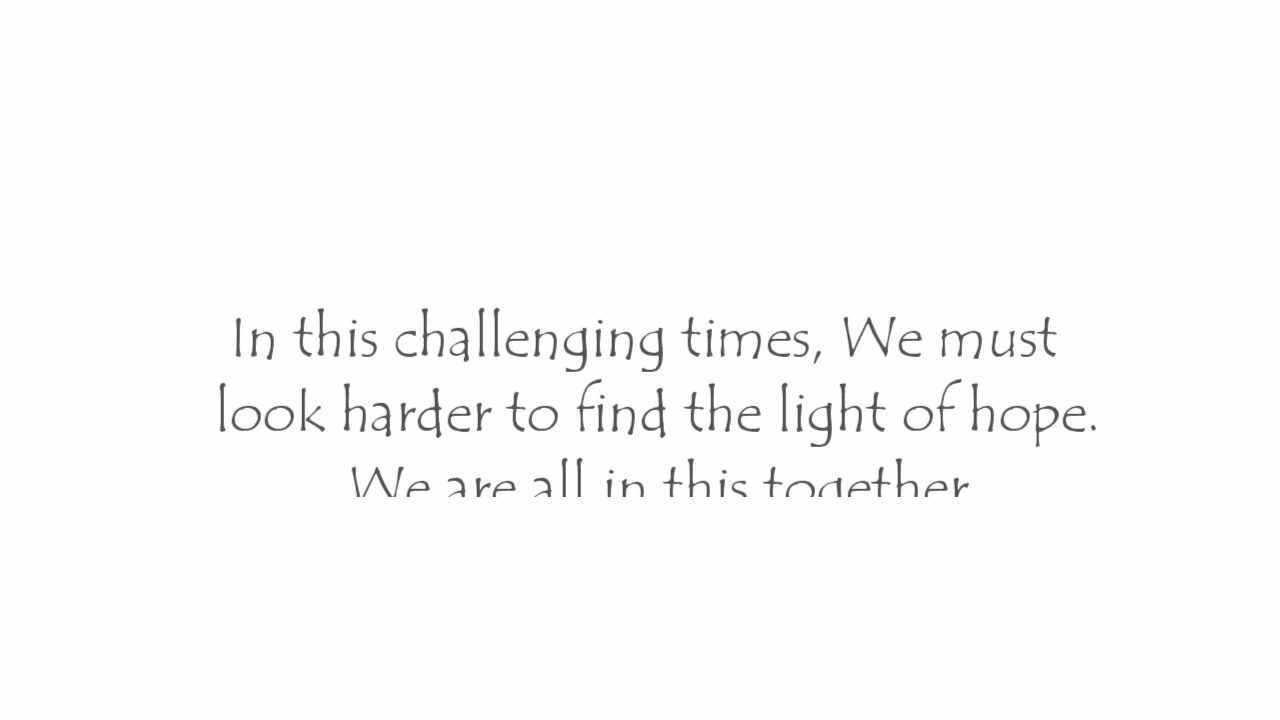 In this challenging times, We must
look harder to find the light of hope.
We are all in this together